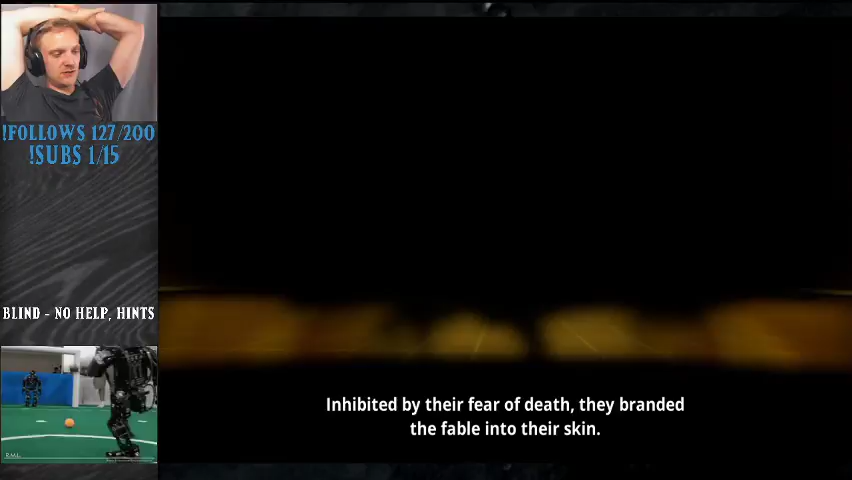 !FOLLOWS 127/200
!SUBS 1/15
BLIND - NO HELP, HINTS
Inhibited by their fear of death, they branded
the fable into their skin.